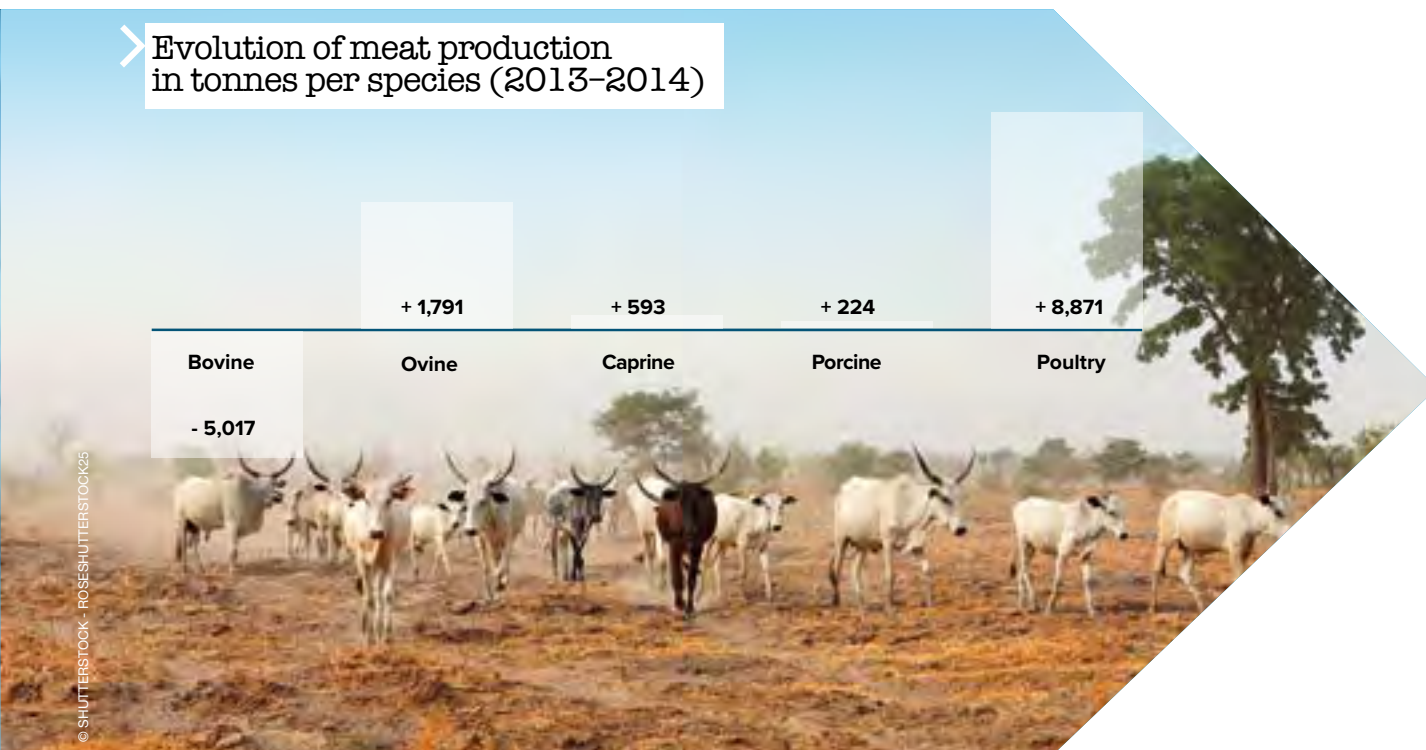 Evolution of meat production
in tonnes per species (2013–2014)
+ 1,791
+ 593
+ 224
+ 8,871
Bovine
Ovine
Caprine
Porcine
Poultry
- 5,017
© SHUTTERSTOCK - ROSESHUTTERSTOCK25